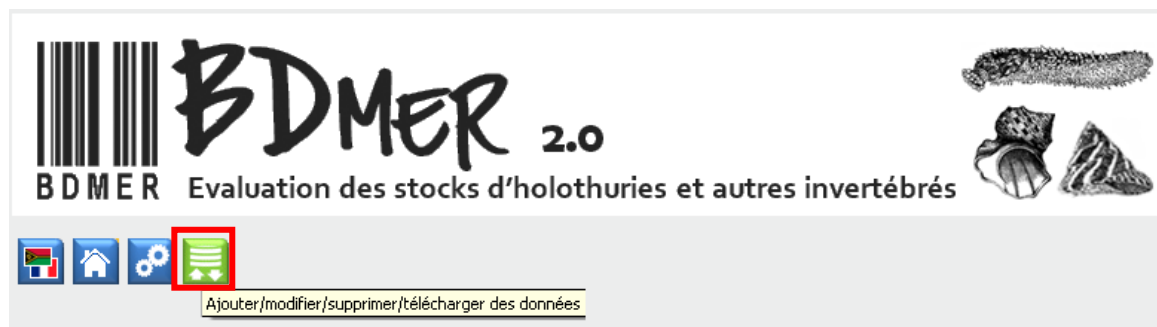 BDMER 2.0
BDMER
Evaluation des stocks d'holothuries et autres invertébrés
Ajouter/modifier/supprimer/télécharger des données